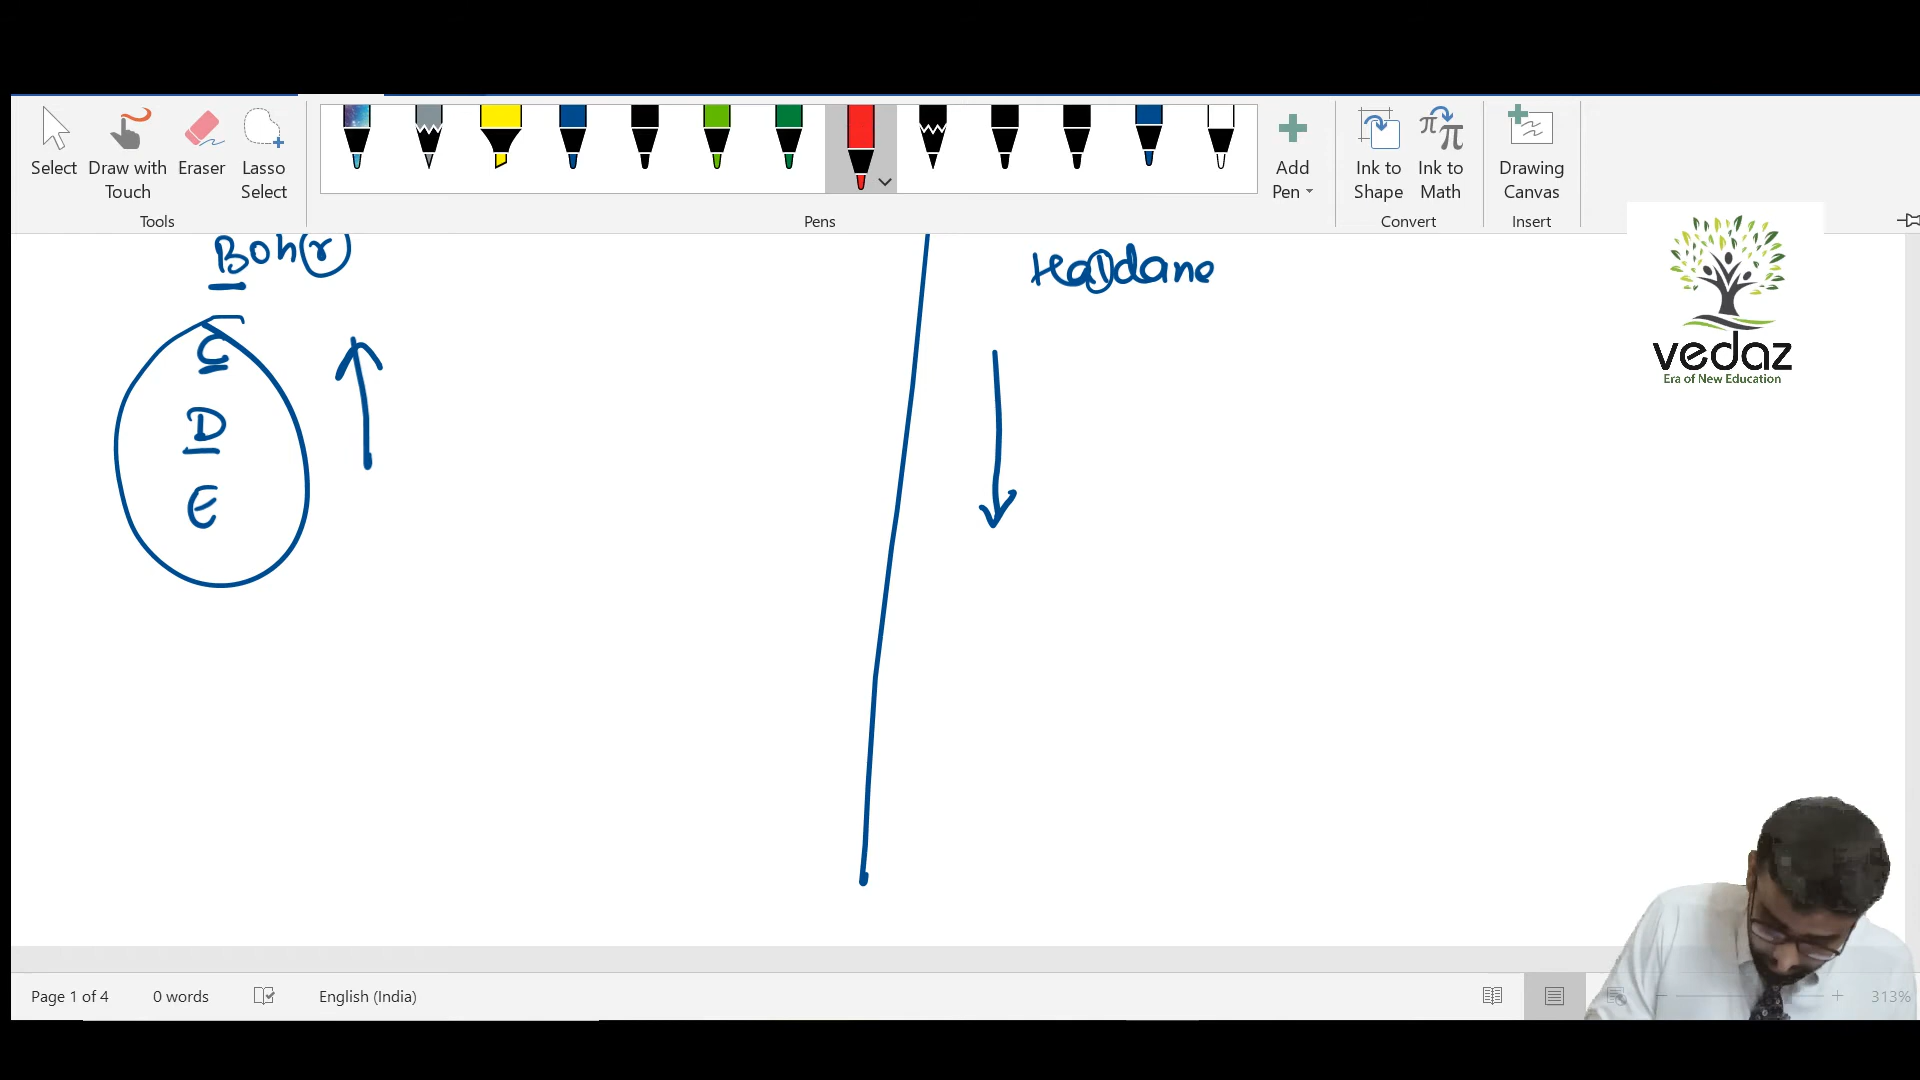 Select
Draw with Touch
Eraser
Lasso Select
Add Pen
Ink to Shape
Ink to Math
Drawing Canvas
Tools
Pens
Convert
Insert
vedaz
Era of New Education
Bohr
C
D
E
Haldane
Page 1 of 4
0 words
English (India)
313%